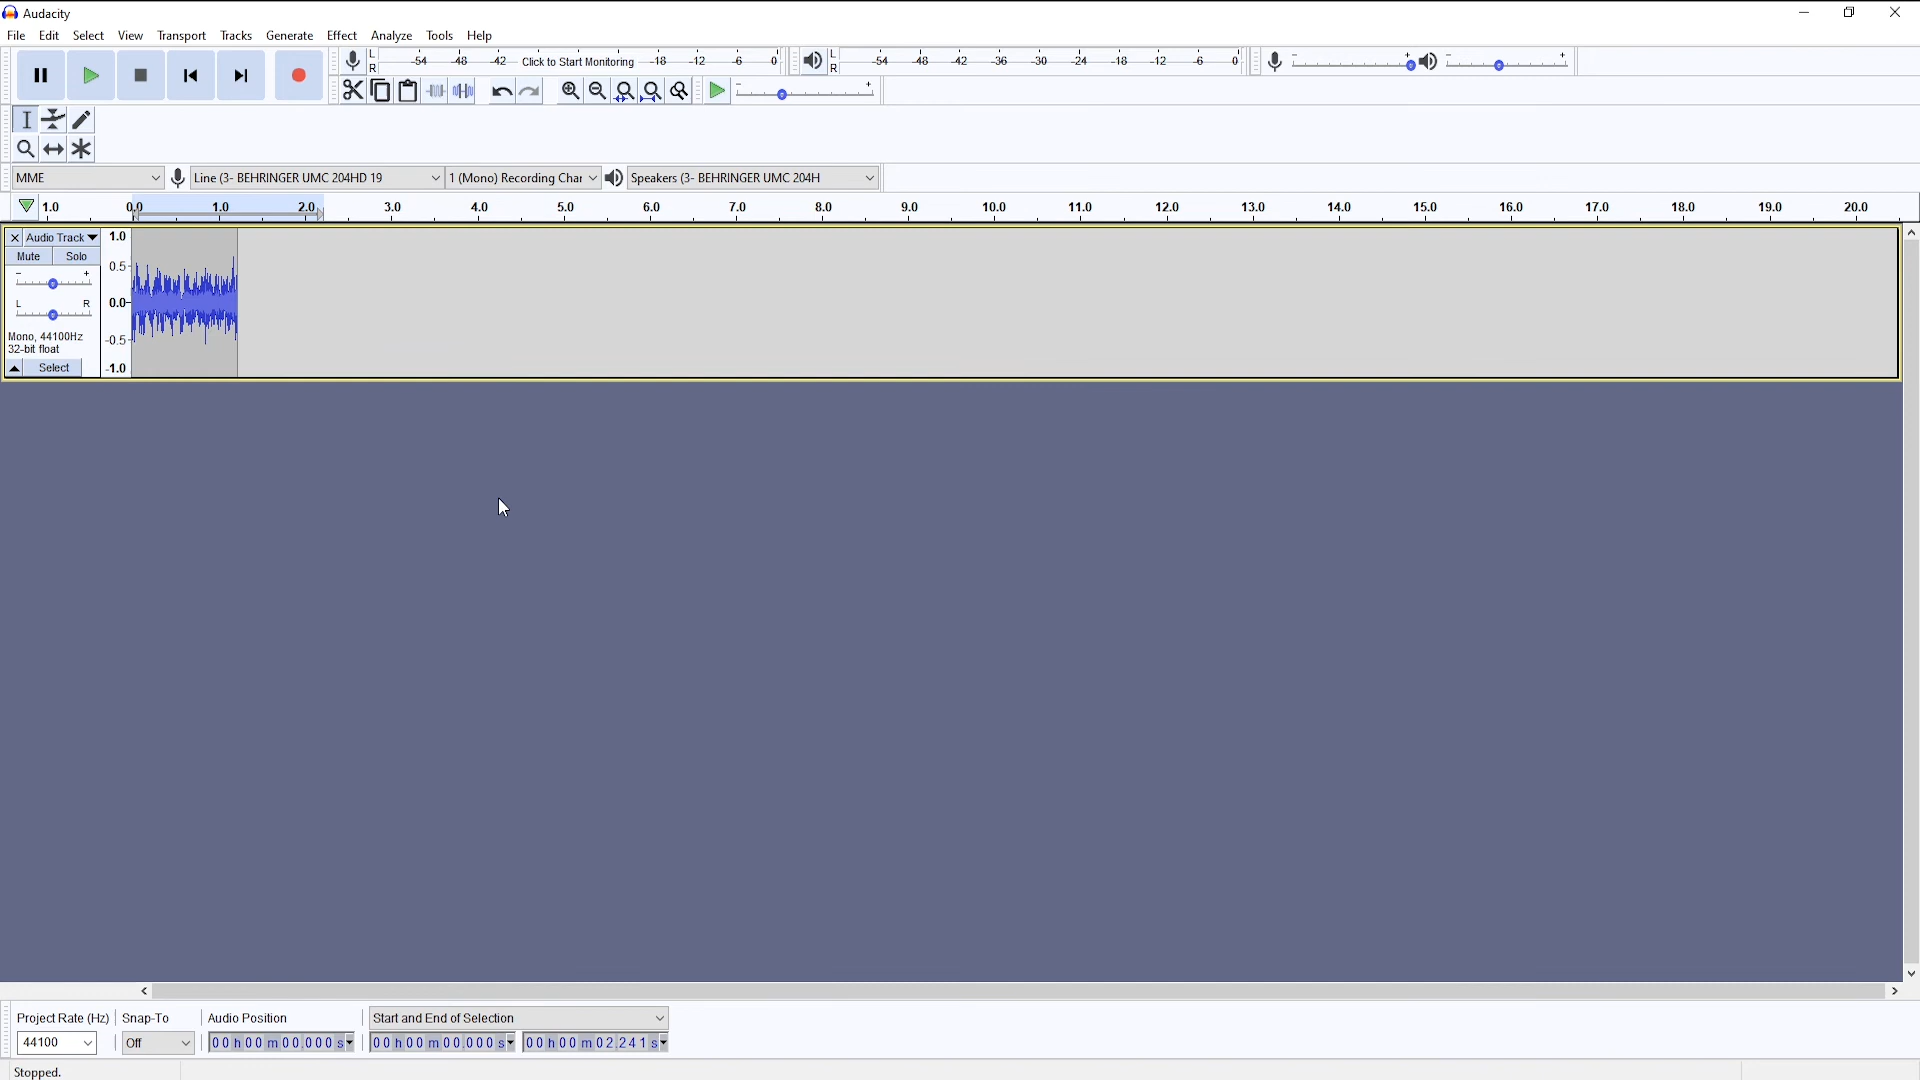 Audacity
File Edit Select View Transport Tracks Generate Effect Analyze Tools Help
L R -54 -48 -42 Click to Start Monitoring -18 -12 -6 0 L R -54 -48 -42 -36 -30 -24 -18 -12 -6 0 - + - +
- +
MME Line (3- BEHRINGER UMC 204HD 19 1 (Mono) Recording Char Speakers (3- BEHRINGER UMC 204H
1.0 0.0 1.0 2.0 3.0 4.0 5.0 6.0 7.0 8.0 9.0 10.0 11.0 12.0 13.0 14.0 15.0 16.0 17.0 18.0 19.0 20.0
× Audio Track 1.0
Mute Solo
- + 0.5
L R 0.0
Mono, 44100Hz -0.5
32-bit float
Select -1.0
Project Rate (Hz) Snap-To Audio Position Start and End of Selection
44100 Off 00 h 00 m 00.000 s 00 h 00 m 00.000 s 00 h 00 m 02.241 s
Stopped.